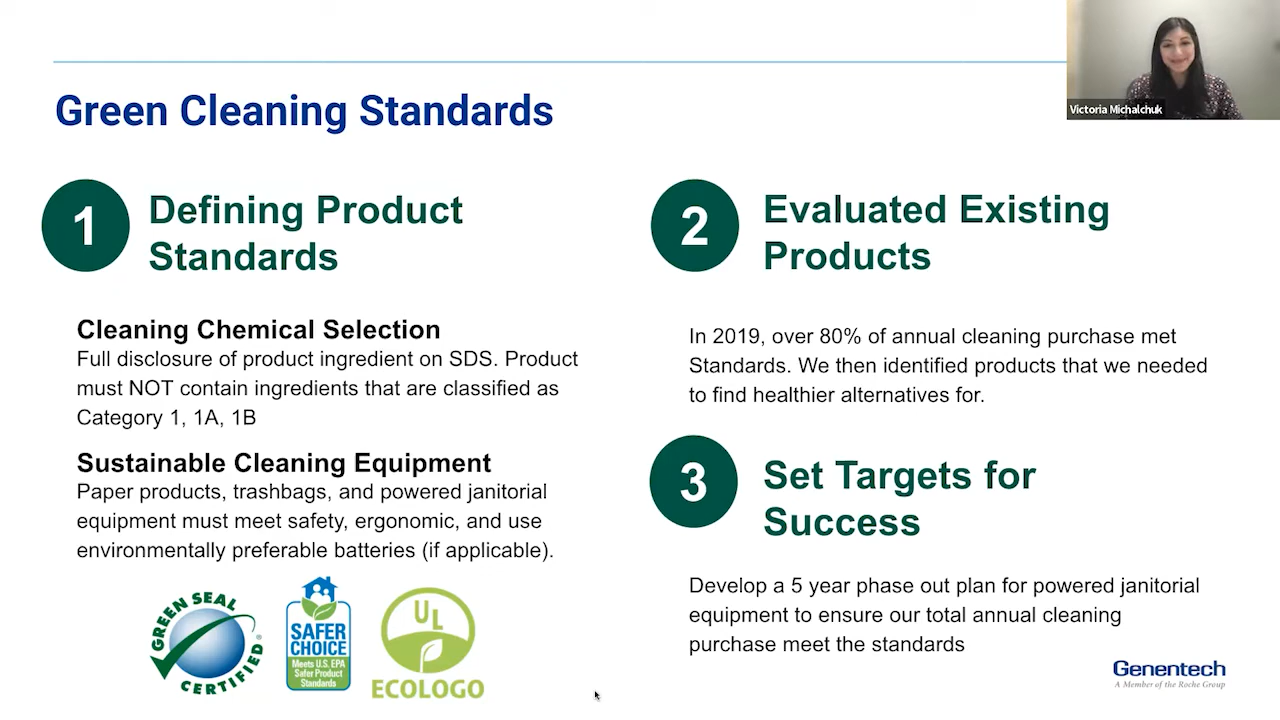 Green Cleaning Standards
Victoria Michalchuk
1
Defining Product
Standards
Cleaning Chemical Selection
Full disclosure of product ingredient on SDS. Product
must NOT contain ingredients that are classified as
Category 1, 1A, 1B
Sustainable Cleaning Equipment
Paper products, trashbags, and powered janitorial
equipment must meet safety, ergonomic, and use
environmentally preferable batteries (if applicable).
GREEN SEAL
CERTIFIED
®
SAFER
CHOICE
Meets U.S. EPA
Safer Product
Standards
UL
ECOLOGO
2
Evaluated Existing
Products
In 2019, over 80% of annual cleaning purchase met
Standards. We then identified products that we needed
to find healthier alternatives for.
3
Set Targets for
Success
Develop a 5 year phase out plan for powered janitorial
equipment to ensure our total annual cleaning
purchase meet the standards
Genentech
A Member of the Roche Group